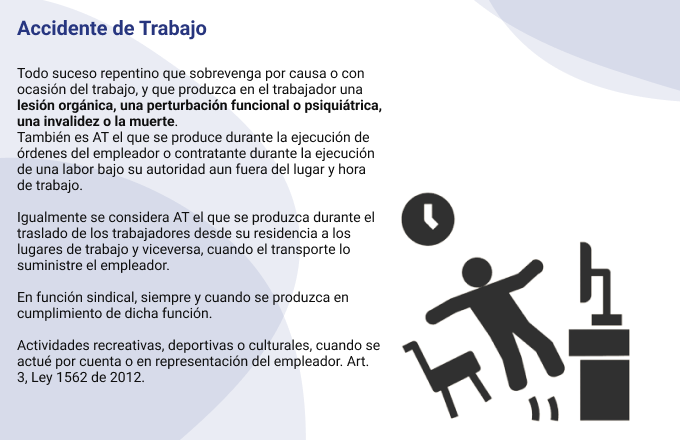 Accidente de Trabajo
Todo suceso repentino que sobrevenga por causa o con
ocasión del trabajo, y que produzca en el trabajador una
lesión orgánica, una perturbación funcional o psiquiátrica,
una invalidez o la muerte.
También es AT el que se produce durante la ejecución de
órdenes del empleador o contratante durante la ejecución
de una labor bajo su autoridad aun fuera del lugar y hora
de trabajo.
Igualmente se considera AT el que se produzca durante el
traslado de los trabajadores desde su residencia a los
lugares de trabajo y viceversa, cuando el transporte lo
suministre el empleador.
En función sindical, siempre y cuando se produzca en
cumplimiento de dicha función.
Actividades recreativas, deportivas o culturales, cuando se
actué por cuenta o en representación del empleador. Art.
3, Ley 1562 de 2012.